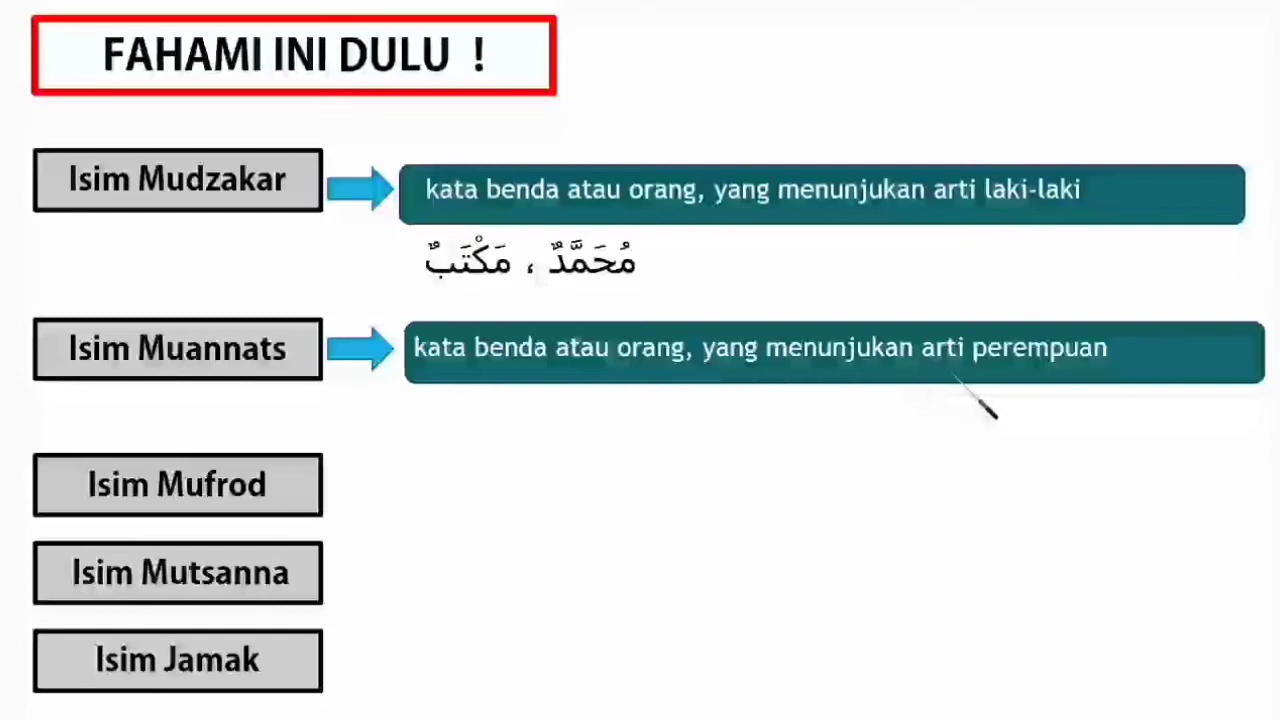 FAHAMI INI DULU !
Isim Mudzakar
kata benda atau orang, yang menunjukan arti laki-laki
مُحَمَّدٌ ، مَكْتَبٌ
Isim Muannats
kata benda atau orang, yang menunjukan arti perempuan
Isim Mufrod
Isim Mutsanna
Isim Jamak